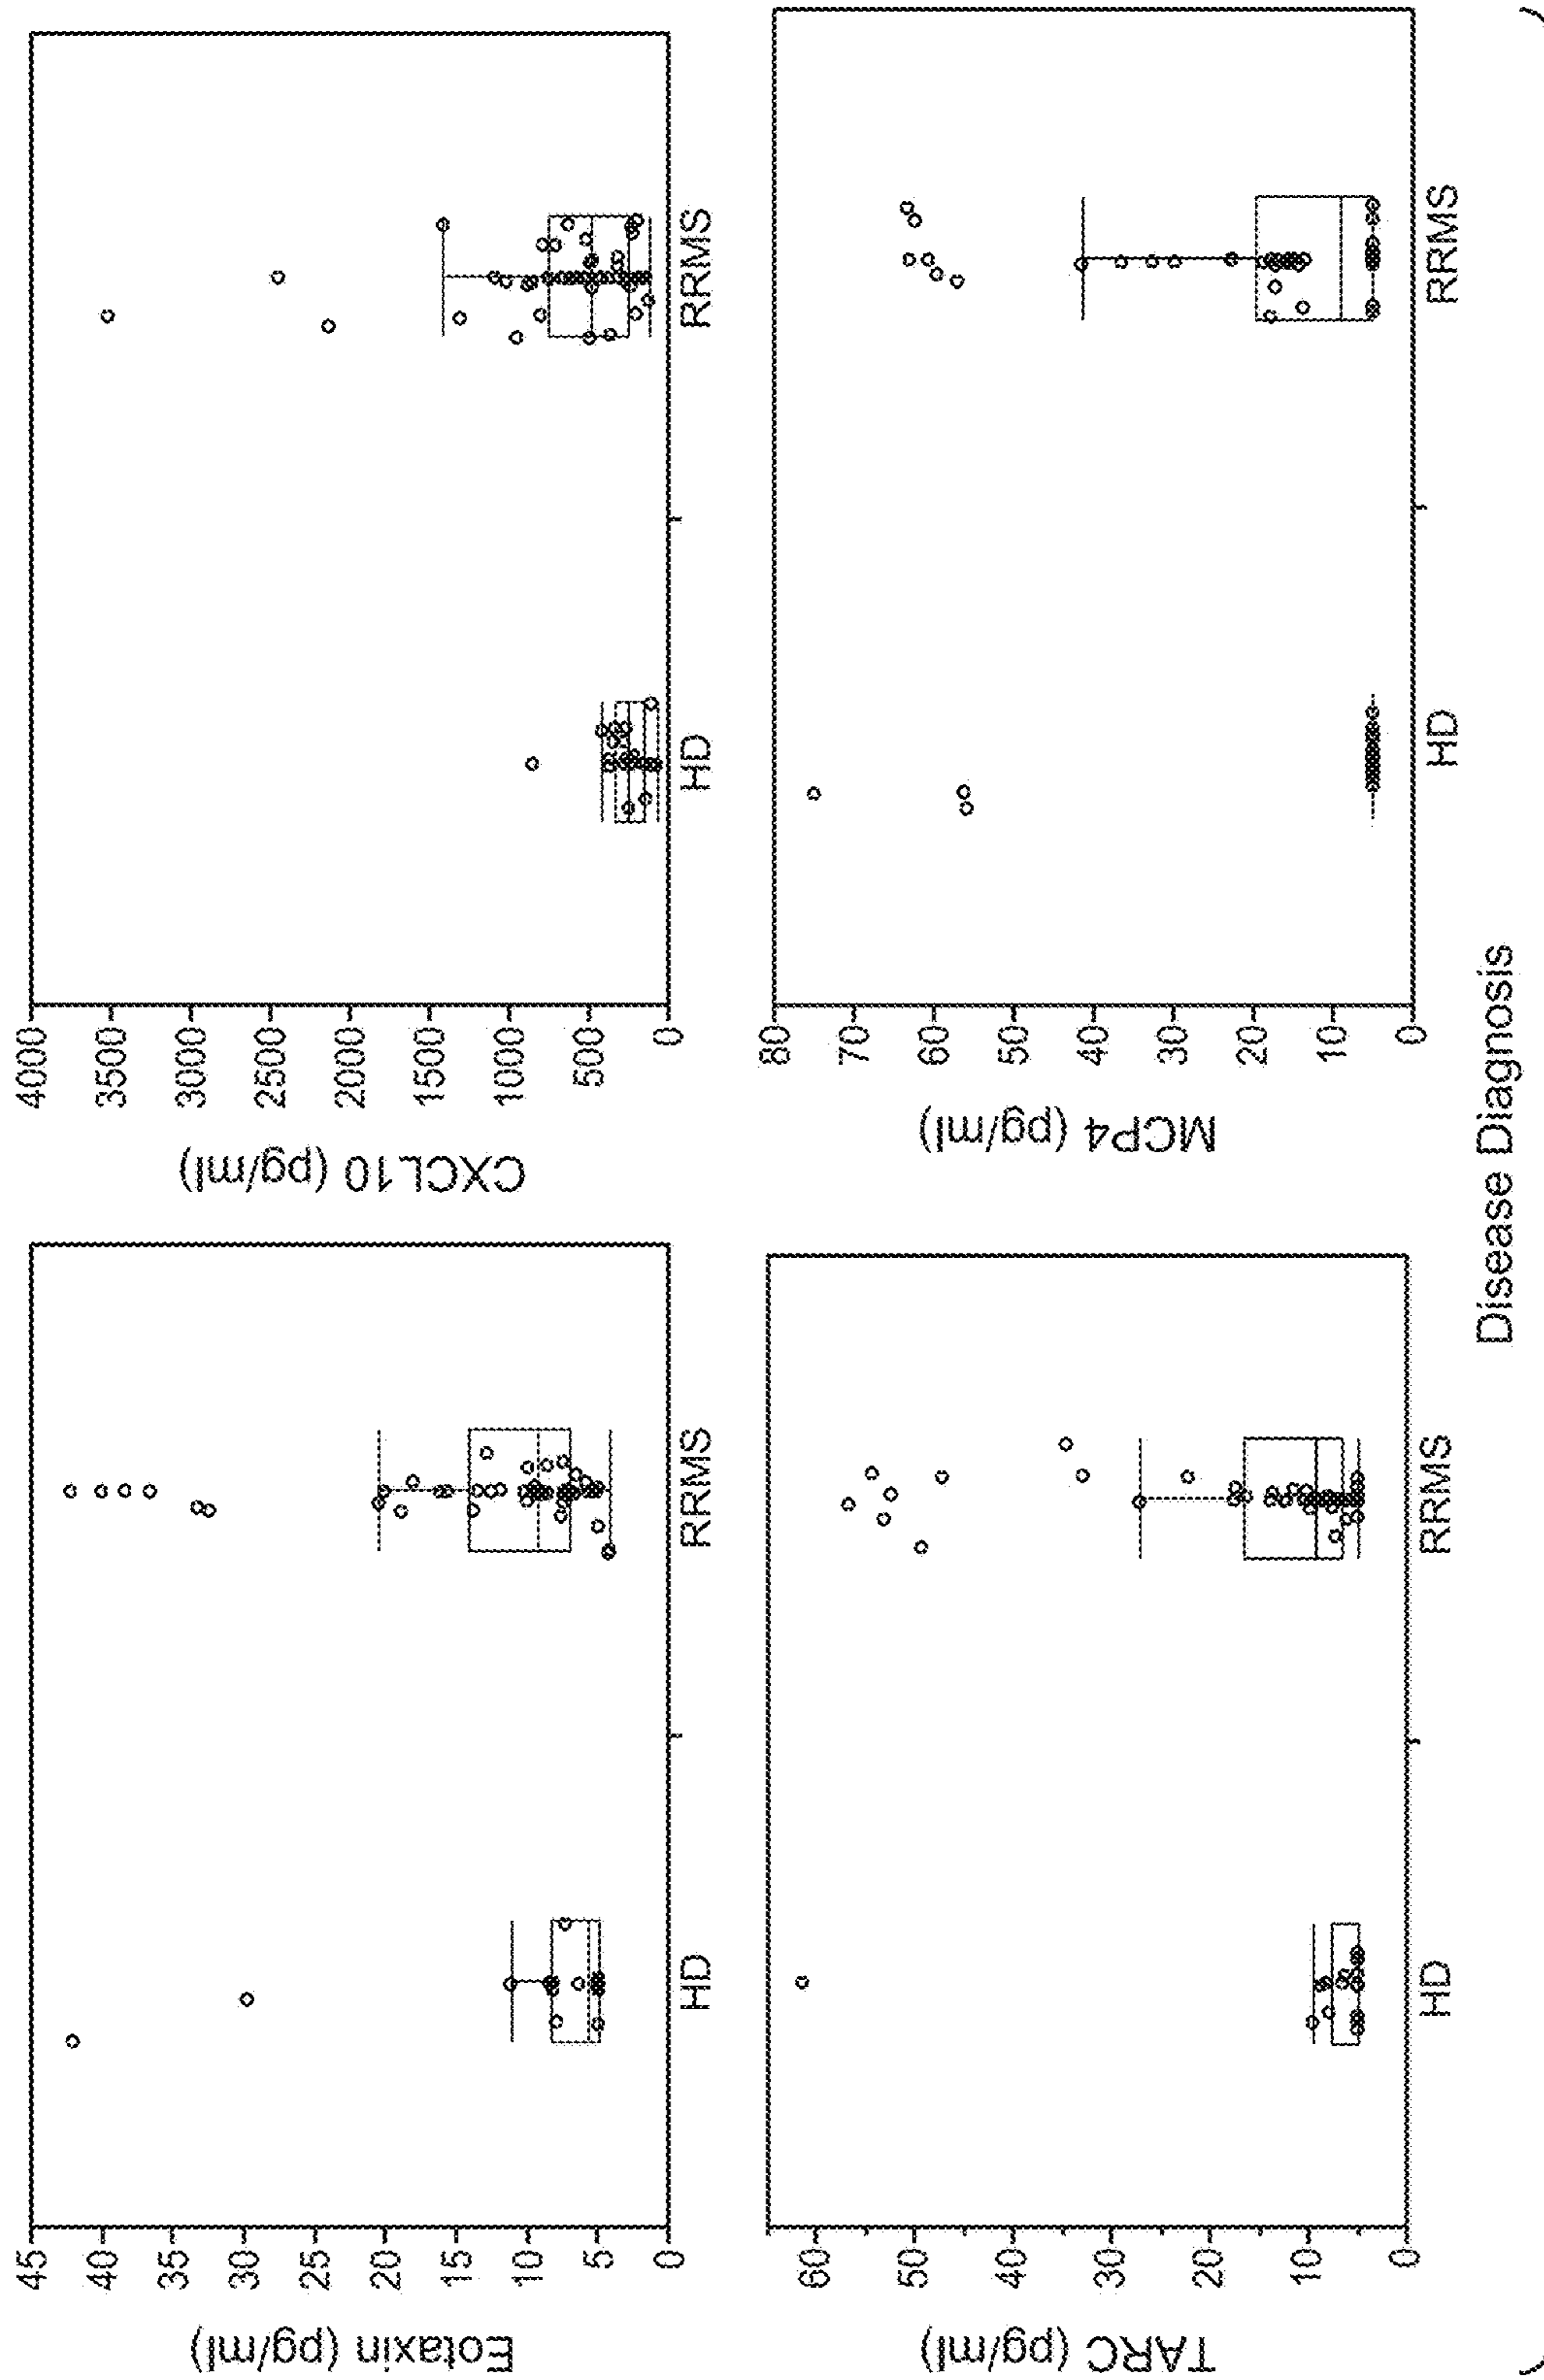 Eotaxin (pg/ml)
45
40
35
30
25
20
15
10
5
0
HD
RRMS
CXCL10 (pg/ml)
4000
3500
3000
2500
2000
1500
1000
500
0
HD
RRMS
TARC (pg/ml)
60
50
40
30
20
10
0
HD
RRMS
MCP4 (pg/ml)
80
70
60
50
40
30
20
10
0
HD
RRMS
Disease Diagnosis